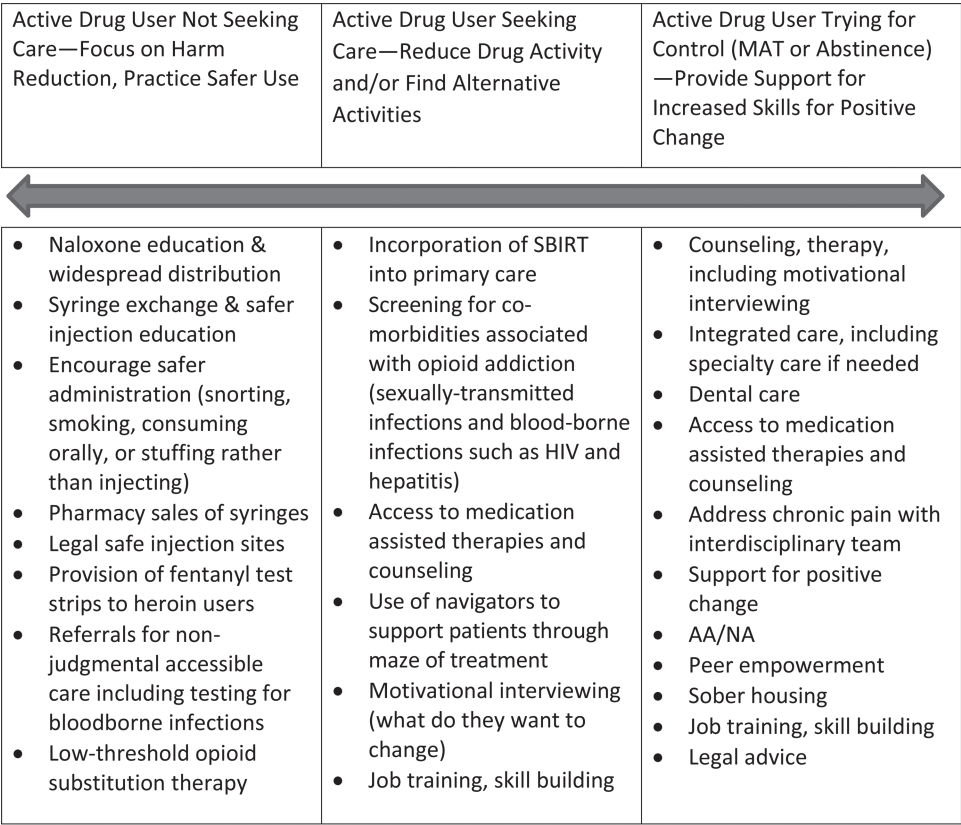 Active Drug User Not Seeking
Care—Focus on Harm
Reduction, Practice Safer Use
Active Drug User Seeking
Care—Reduce Drug Activity
and/or Find Alternative
Activities
Active Drug User Trying for
Control (MAT or Abstinence)
—Provide Support for
Increased Skills for Positive
Change
• Naloxone education &
widespread distribution
• Syringe exchange & safer
injection education
• Encourage safer
administration (snorting,
smoking, consuming
orally, or stuffing rather
than injecting)
• Pharmacy sales of syringes
• Legal safe injection sites
• Provision of fentanyl test
strips to heroin users
• Referrals for non-
judgmental accessible
care including testing for
bloodborne infections
• Low-threshold opioid
substitution therapy
• Incorporation of SBIRT
into primary care
• Screening for co-
morbidities associated
with opioid addiction
(sexually-transmitted
infections and blood-borne
infections such as HIV and
hepatitis)
• Access to medication
assisted therapies and
counseling
• Use of navigators to
support patients through
maze of treatment
• Motivational interviewing
(what do they want to
change)
• Job training, skill building
• Counseling, therapy,
including motivational
interviewing
• Integrated care, including
specialty care if needed
• Dental care
• Access to medication
assisted therapies and
counseling
• Address chronic pain with
interdisciplinary team
• Support for positive
change
• AA/NA
• Peer empowerment
• Sober housing
• Job training, skill building
• Legal advice